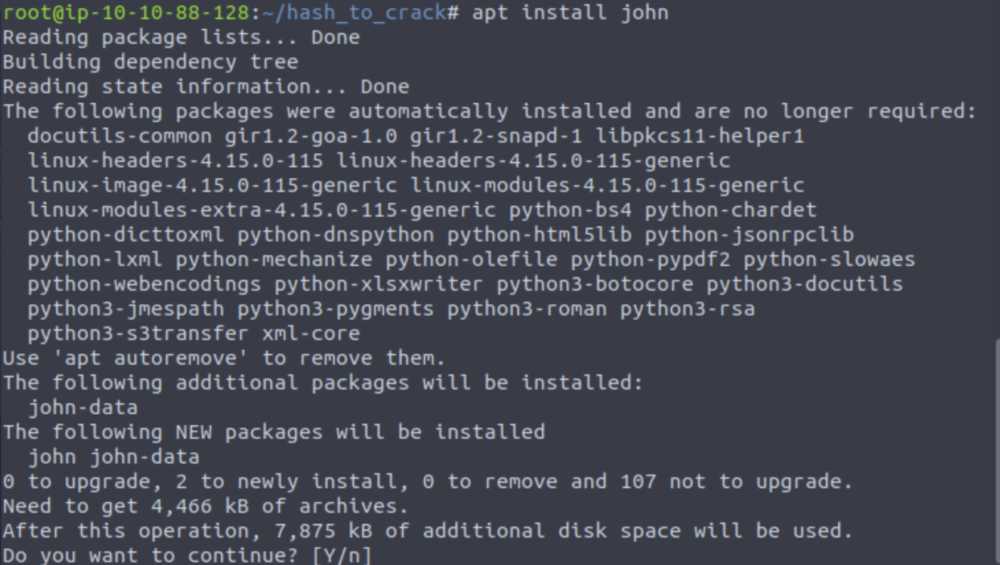 root@ip-10-10-88-128:~/hash_to_crack# apt install john
Reading package lists... Done
Building dependency tree
Reading state information... Done
The following packages were automatically installed and are no longer required:
  docutils-common gir1.2-goa-1.0 gir1.2-snapd-1 libpkcs11-helper1
  linux-headers-4.15.0-115 linux-headers-4.15.0-115-generic
  linux-image-4.15.0-115-generic linux-modules-4.15.0-115-generic
  linux-modules-extra-4.15.0-115-generic python-bs4 python-chardet
  python-dicttoxml python-dnspython python-html5lib python-jsonrpclib
  python-lxml python-mechanize python-olefile python-pypdf2 python-slowaes
  python-webencodings python-xlsxwriter python3-botocore python3-docutils
  python3-jmespath python3-pygments python3-roman python3-rsa
  python3-s3transfer xml-core
Use 'apt autoremove' to remove them.
The following additional packages will be installed:
  john-data
The following NEW packages will be installed
  john john-data
0 to upgrade, 2 to newly install, 0 to remove and 107 not to upgrade.
Need to get 4,466 kB of archives.
After this operation, 7,875 kB of additional disk space will be used.
Do you want to continue? [Y/n]